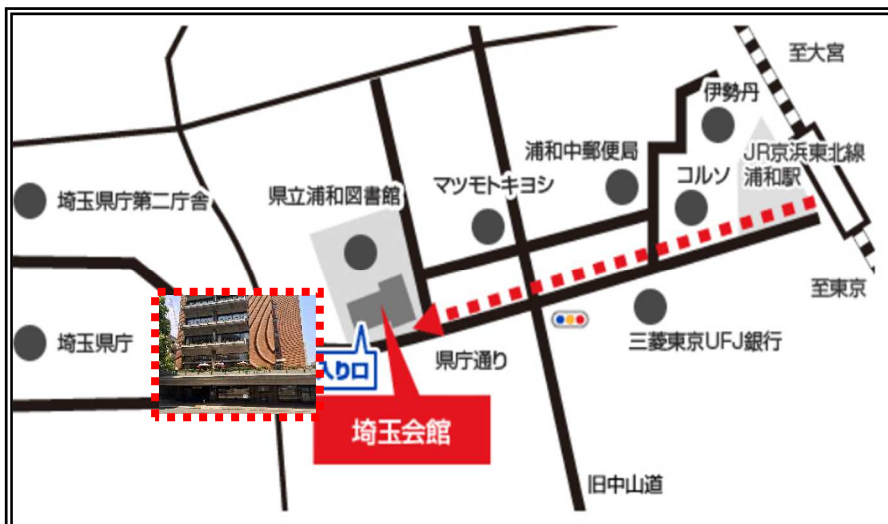 至大宮
伊勢丹
浦和中郵便局
JR京浜東北線
浦和駅
コルソ
マツモトキヨシ
県立浦和図書館
埼玉県庁第二庁舎
至東京
埼玉県庁
三菱東京UFJ銀行
県庁通り
入り口
埼玉会館
旧中山道